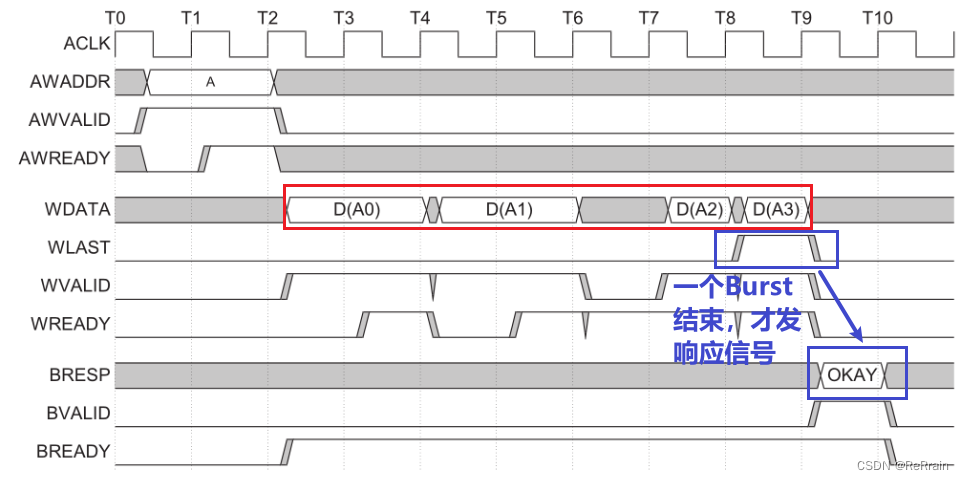 T0 T1 T2 T3 T4 T5 T6 T7 T8 T9 T10
ACLK
AWADDR A
AWVALID
AWREADY
WDATA D(A0) D(A1) D(A2) D(A3)
WLAST
WVALID
WREADY
一个Burst
结束，才发
响应信号
BRESP OKAY
BVALID
BREADY
CSDN @ReRrain